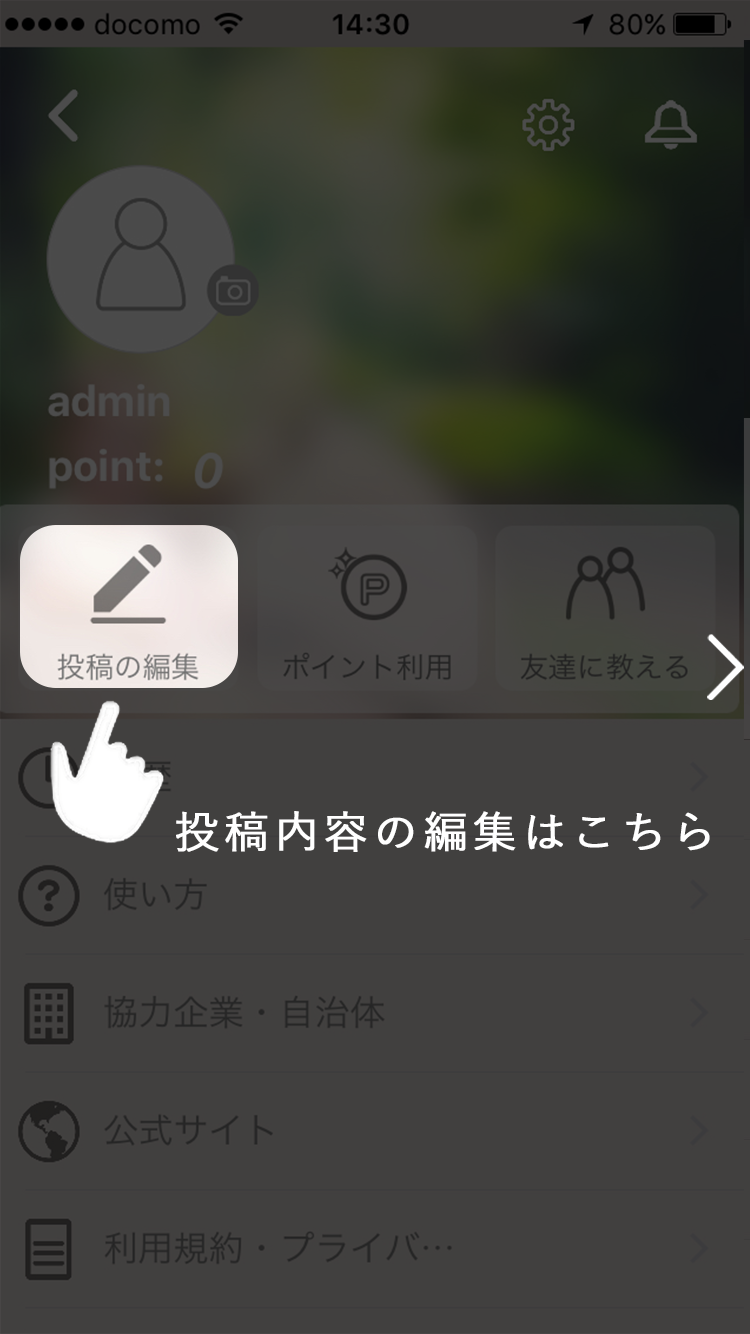 docomo 14:30 80%
admin
point: 0
投稿の編集 ポイント利用 友達に教える
歴
投稿内容の編集はこちら
使い方
協力企業・自治体
公式サイト
利用規約・プライバ…